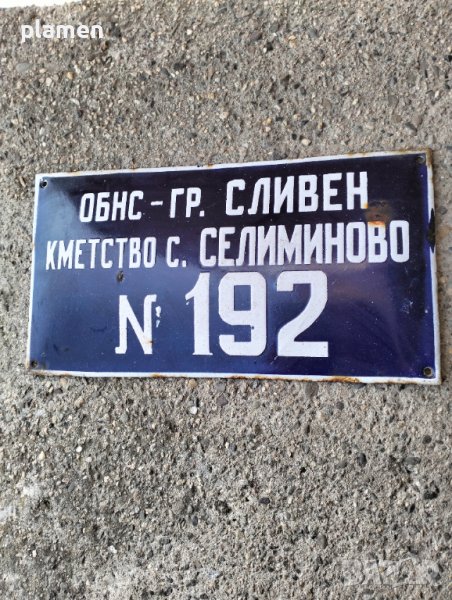 plamen
ОБНС - ГР. СЛИВЕН
КМЕТСТВО С. СЕЛИМИНОВО
№ 192